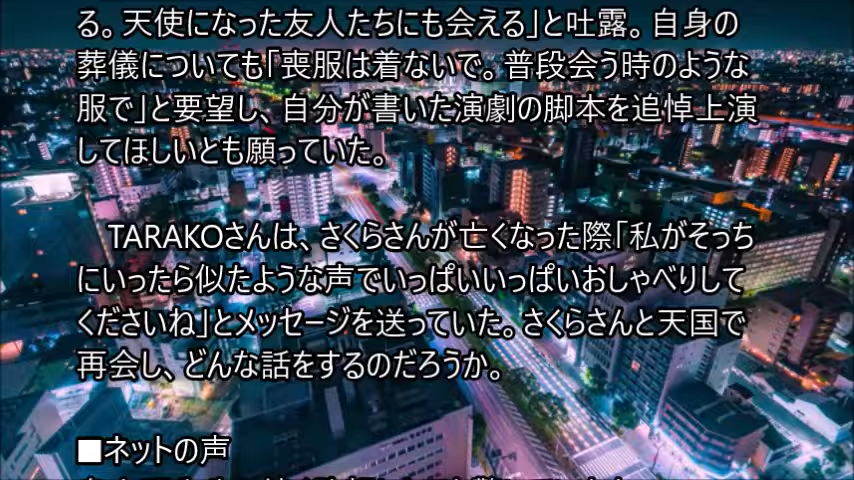 る。天使になった友人たちにも会える」と吐露。自身の
葬儀についても「喪服は着ないで。普段会う時のような
服で」と要望し、自分が書いた演劇の脚本を追悼上演
してほしいとも願っていた。
TARAKOさんは、さくらさんが亡くなった際「私がそっち
にいったら似たような声でいっぱいいっぱいおしゃべりして
くださいね」とメッセージを送っていた。さくらさんと天国で
再会し、どんな話をするのだろうか。
■ネットの声